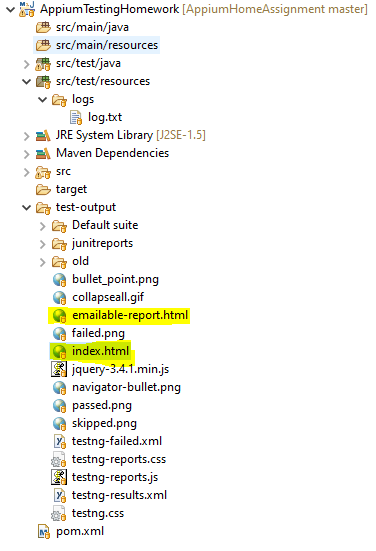 AppiumTestingHomework [AppiumHomeAssignment master]
src/main/java
src/main/resources
src/test/java
src/test/resources
logs
log.txt
JRE System Library [J2SE-1.5]
Maven Dependencies
src
target
test-output
Default suite
junitreports
old
bullet_point.png
collapseall.gif
emailable-report.html
failed.png
index.html
jquery-3.4.1.min.js
navigator-bullet.png
passed.png
skipped.png
testng-failed.xml
testng-reports.css
testng-reports.js
testng-results.xml
testng.css
pom.xml